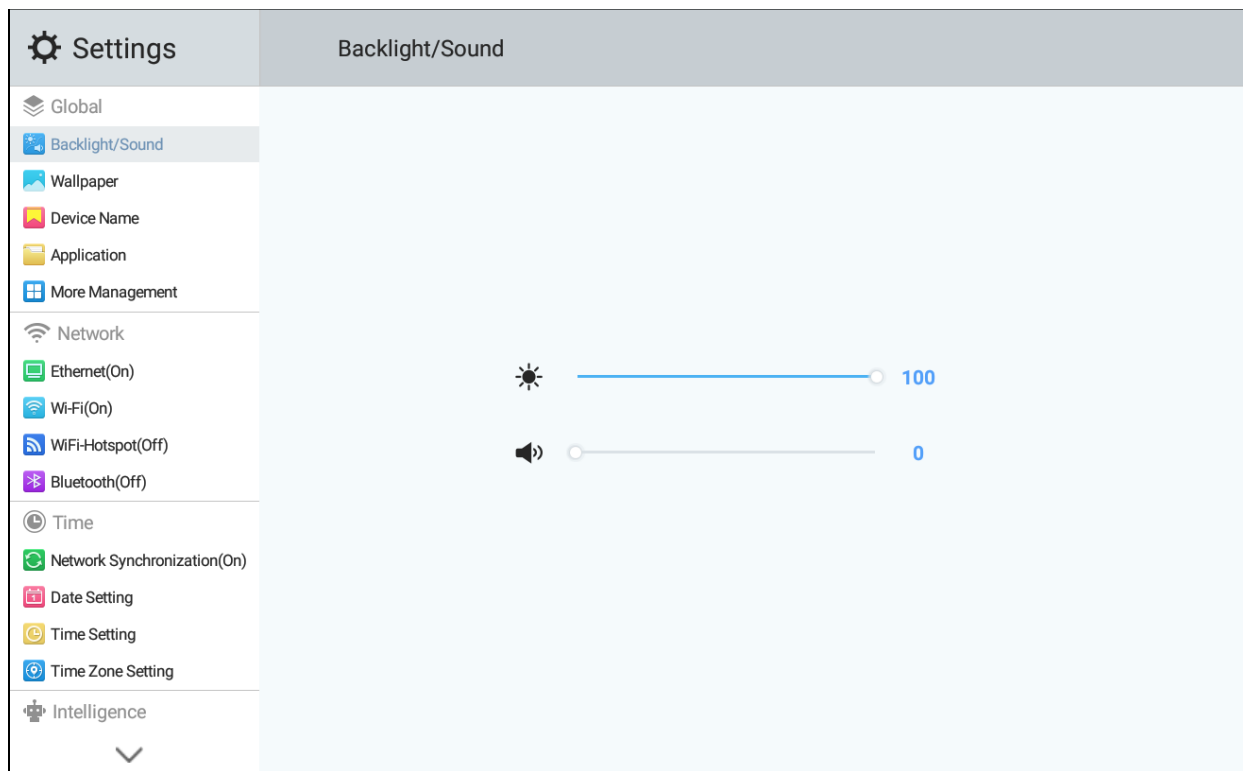 Settings
Backlight/Sound
Global
Backlight/Sound
Wallpaper
Device Name
Application
More Management
Network
Ethernet(On)
Wi-Fi(On)
WiFi-Hotspot(Off)
Bluetooth(Off)
Time
Network Synchronization(On)
Date Setting
Time Setting
Time Zone Setting
Intelligence
100
0